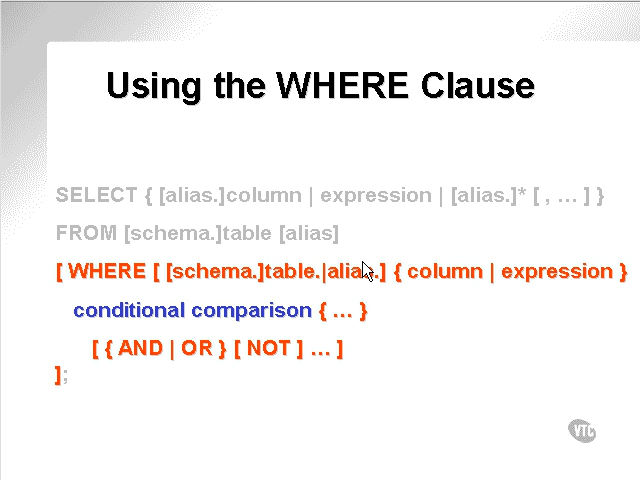 Using the WHERE Clause
SELECT { [alias.]column | expression | [alias.]* [ , … ] }
FROM [schema.]table [alias]
[ WHERE [ [schema.]table.|alias.] { column | expression }
conditional comparison { … }
[ { AND | OR } [ NOT ] … ]
];
VTC